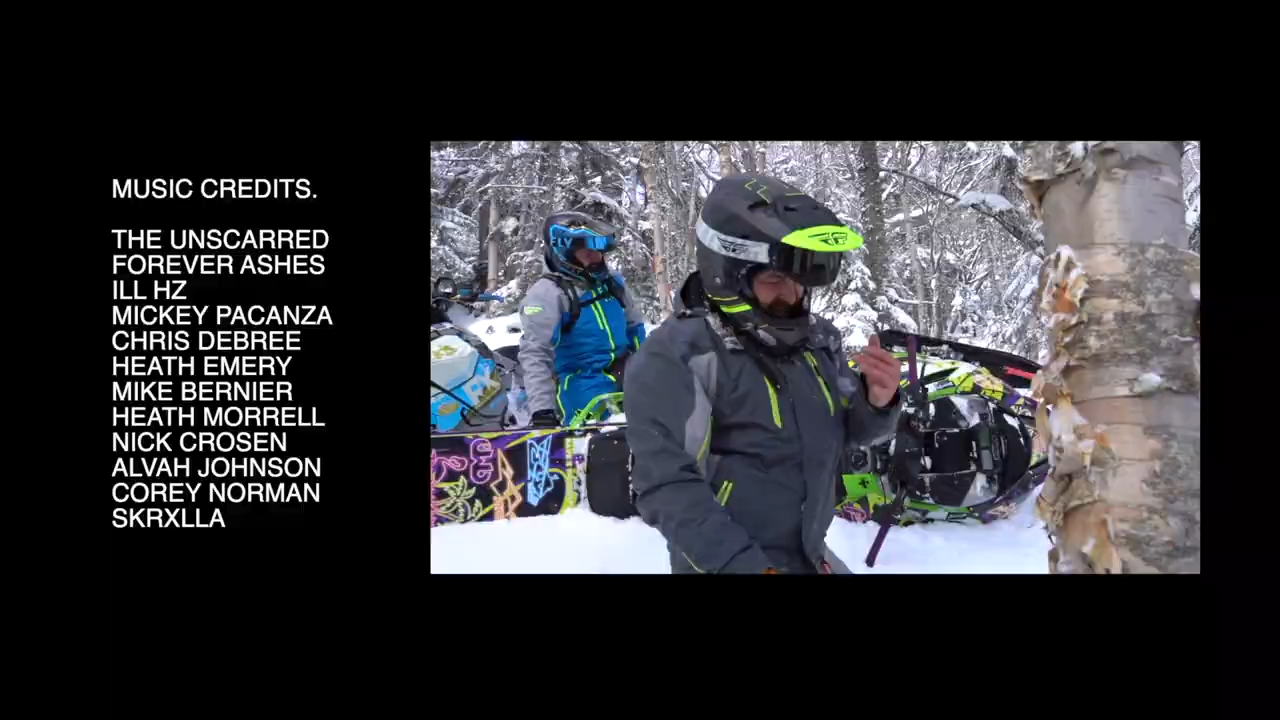 MUSIC CREDITS.
THE UNSCARRED
FOREVER ASHES
ILL HZ
MICKEY PACANZA
CHRIS DEBREE
HEATH EMERY
MIKE BERNIER
HEATH MORRELL
NICK CROSEN
ALVAH JOHNSON
COREY NORMAN
SKRXLLA
FLY